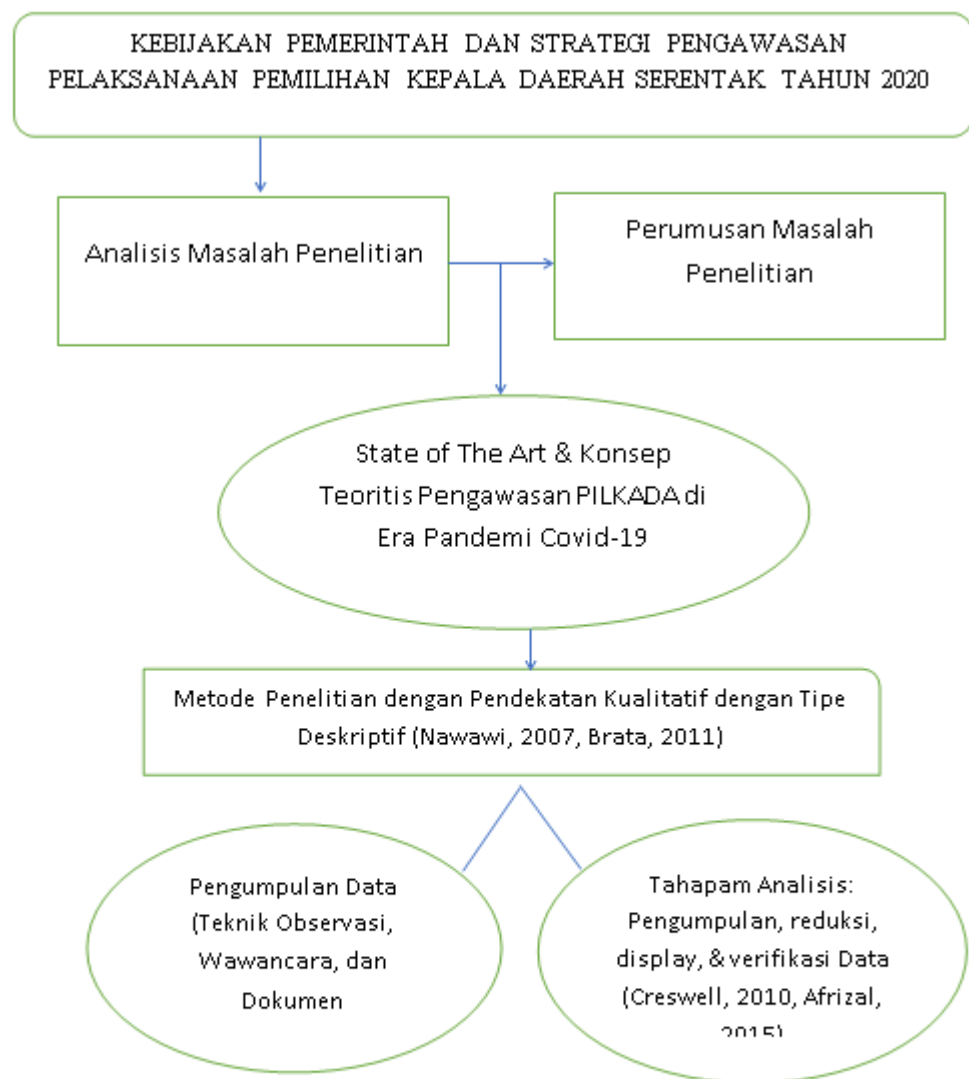 KEBIJAKAN PEMERINTAH DAN STRATEGI PENGAWASAN
PELAKSANAAN PEMILIHAN KEPALA DAERAH SERENTAK TAHUN 2020
Analisis Masalah Penelitian
Perumusan Masalah
Penelitian
State of The Art & Konsep
Teoritis Pengawasan PILKADA di
Era Pandemi Covid-19
Metode Penelitian dengan Pendekatan Kualitatif dengan Tipe
Deskriptif (Nawawi, 2007, Brata, 2011)
Pengumpulan Data
(Teknik Observasi,
Wawancara, dan
Dokumen
Tahapam Analisis:
Pengumpulan, reduksi,
display, & verifikasi Data
(Creswell, 2010, Afrizal,
2015)